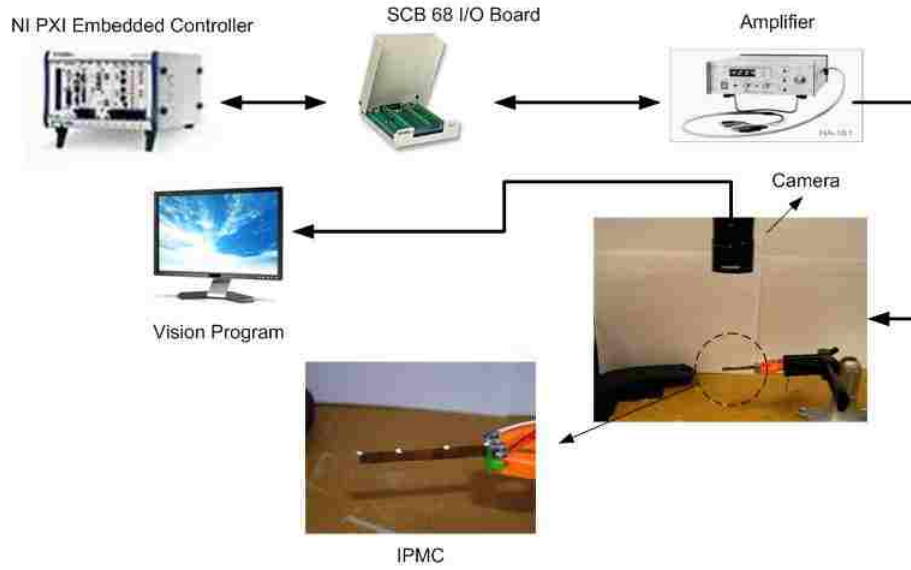 NI PXI Embedded Controller
SCB 68 I/O Board
Amplifier
Camera
Vision Program
IPMC